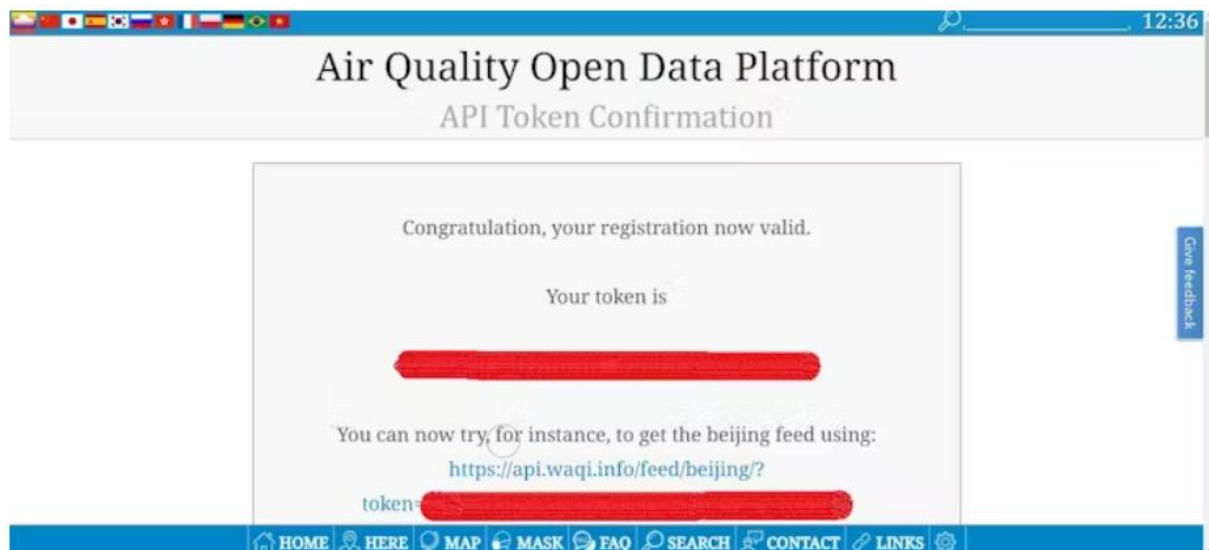 12:36
Air Quality Open Data Platform
API Token Confirmation
Congratulation, your registration now valid.
Your token is
You can now try, for instance, to get the beijing feed using:
https://api.waqi.info/feed/beijing/?
token=
Give feedback
HOME HERE MAP MASK FAQ SEARCH CONTACT LINKS